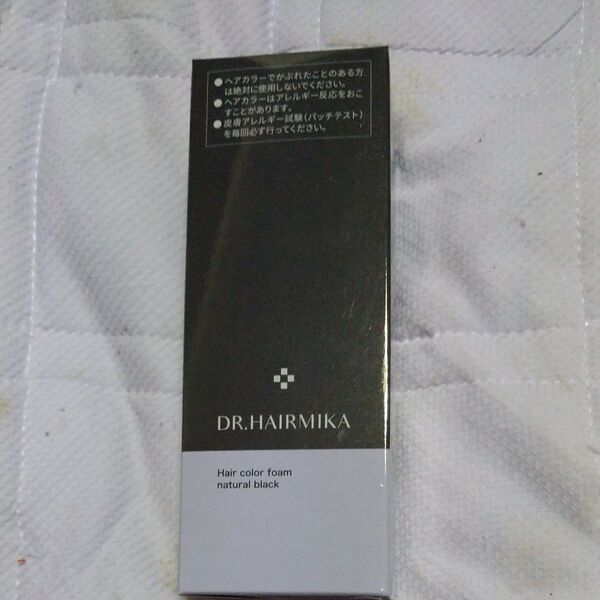 ●ヘアカラーでかぶれたことのある方
は絶対に使用しないでください。
●ヘアカラーはアレルギー反応をおこ
すことがあります。
●皮膚アレルギー試験(パッチテスト)
を毎回必ず行ってください。
DR.HAIRMIKA
Hair color foam
natural black